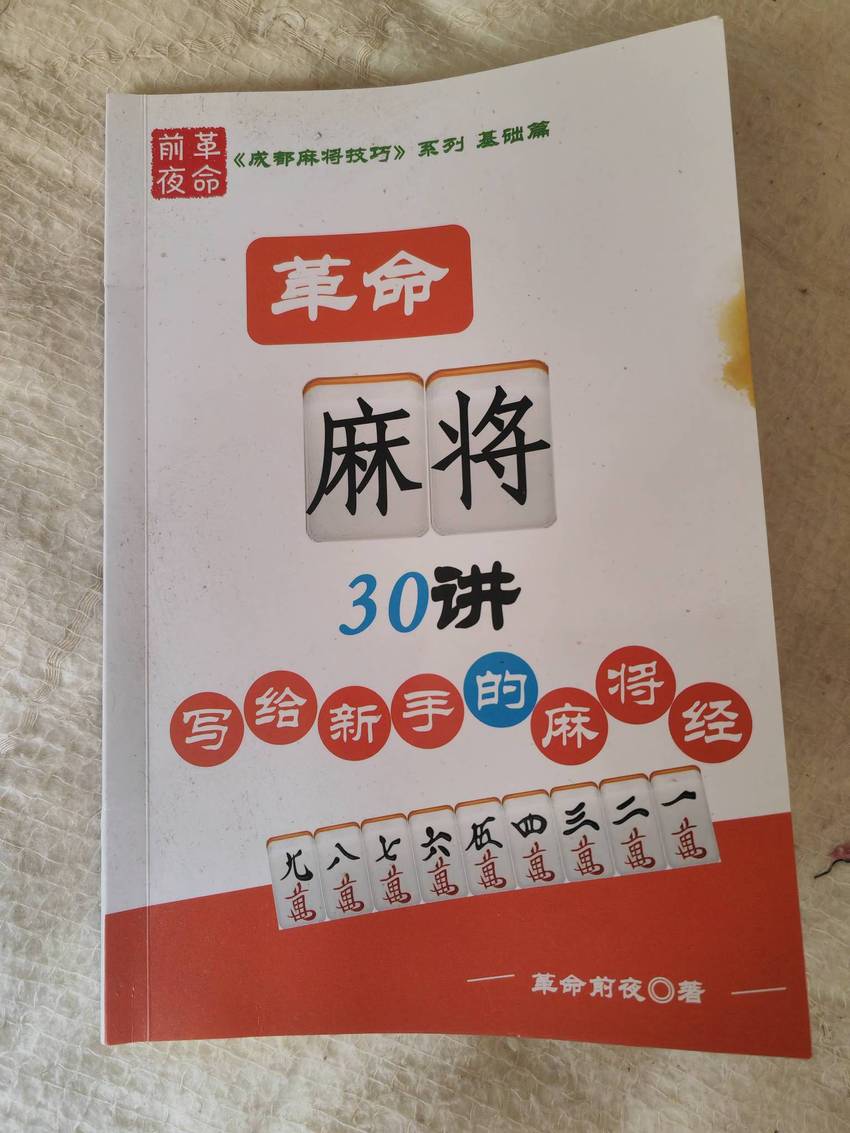 革命前夜
《成都麻将技巧》系列 基础篇
革命
麻将
30讲
写给新手的麻将经
九萬 八萬 七萬 六萬 伍萬 四萬 三萬 二萬 一萬
革命前夜◎著